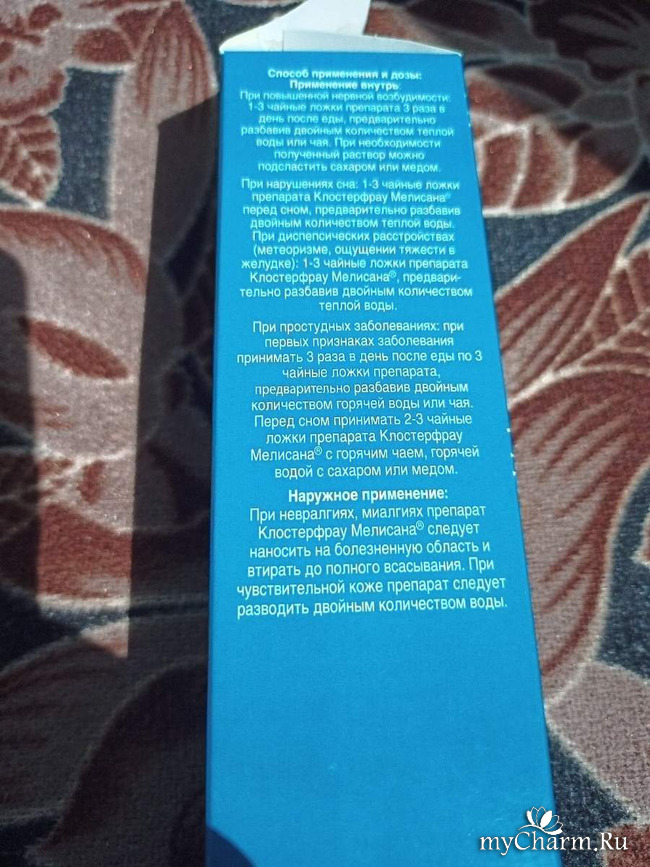 Способ применения и дозы:
Применение внутрь:
При повышенной нервной возбудимости:
1-3 чайные ложки препарата 3 раза в
день после еды, предварительно
разбавив двойным количеством теплой
воды или чая. При необходимости
полученный раствор можно
подсластить сахаром или медом.
При нарушениях сна: 1-3 чайные ложки
препарата Клостерфрау Мелисана®
перед сном, предварительно разбавив
двойным количеством теплой воды.
При диспепсических расстройствах
(метеоризме, ощущении тяжести в
желудке): 1-3 чайные ложки препарата
Клостерфрау Мелисана®, предвари-
тельно разбавив двойным количеством
теплой воды.
При простудных заболеваниях: при
первых признаках заболевания
принимать 3 раза в день после еды по 3
чайные ложки препарата,
предварительно разбавив двойным
количеством горячей воды или чая.
Перед сном принимать 2-3 чайные
ложки препарата Клостерфрау
Мелисана® с горячим чаем, горячей
водой с сахаром или медом.
Наружное применение:
При невралгиях, миалгиях препарат
Клостерфрау Мелисана® следует
наносить на болезненную область и
втирать до полного всасывания. При
чувствительной коже препарат следует
разводить двойным количеством воды.
myCharm.Ru